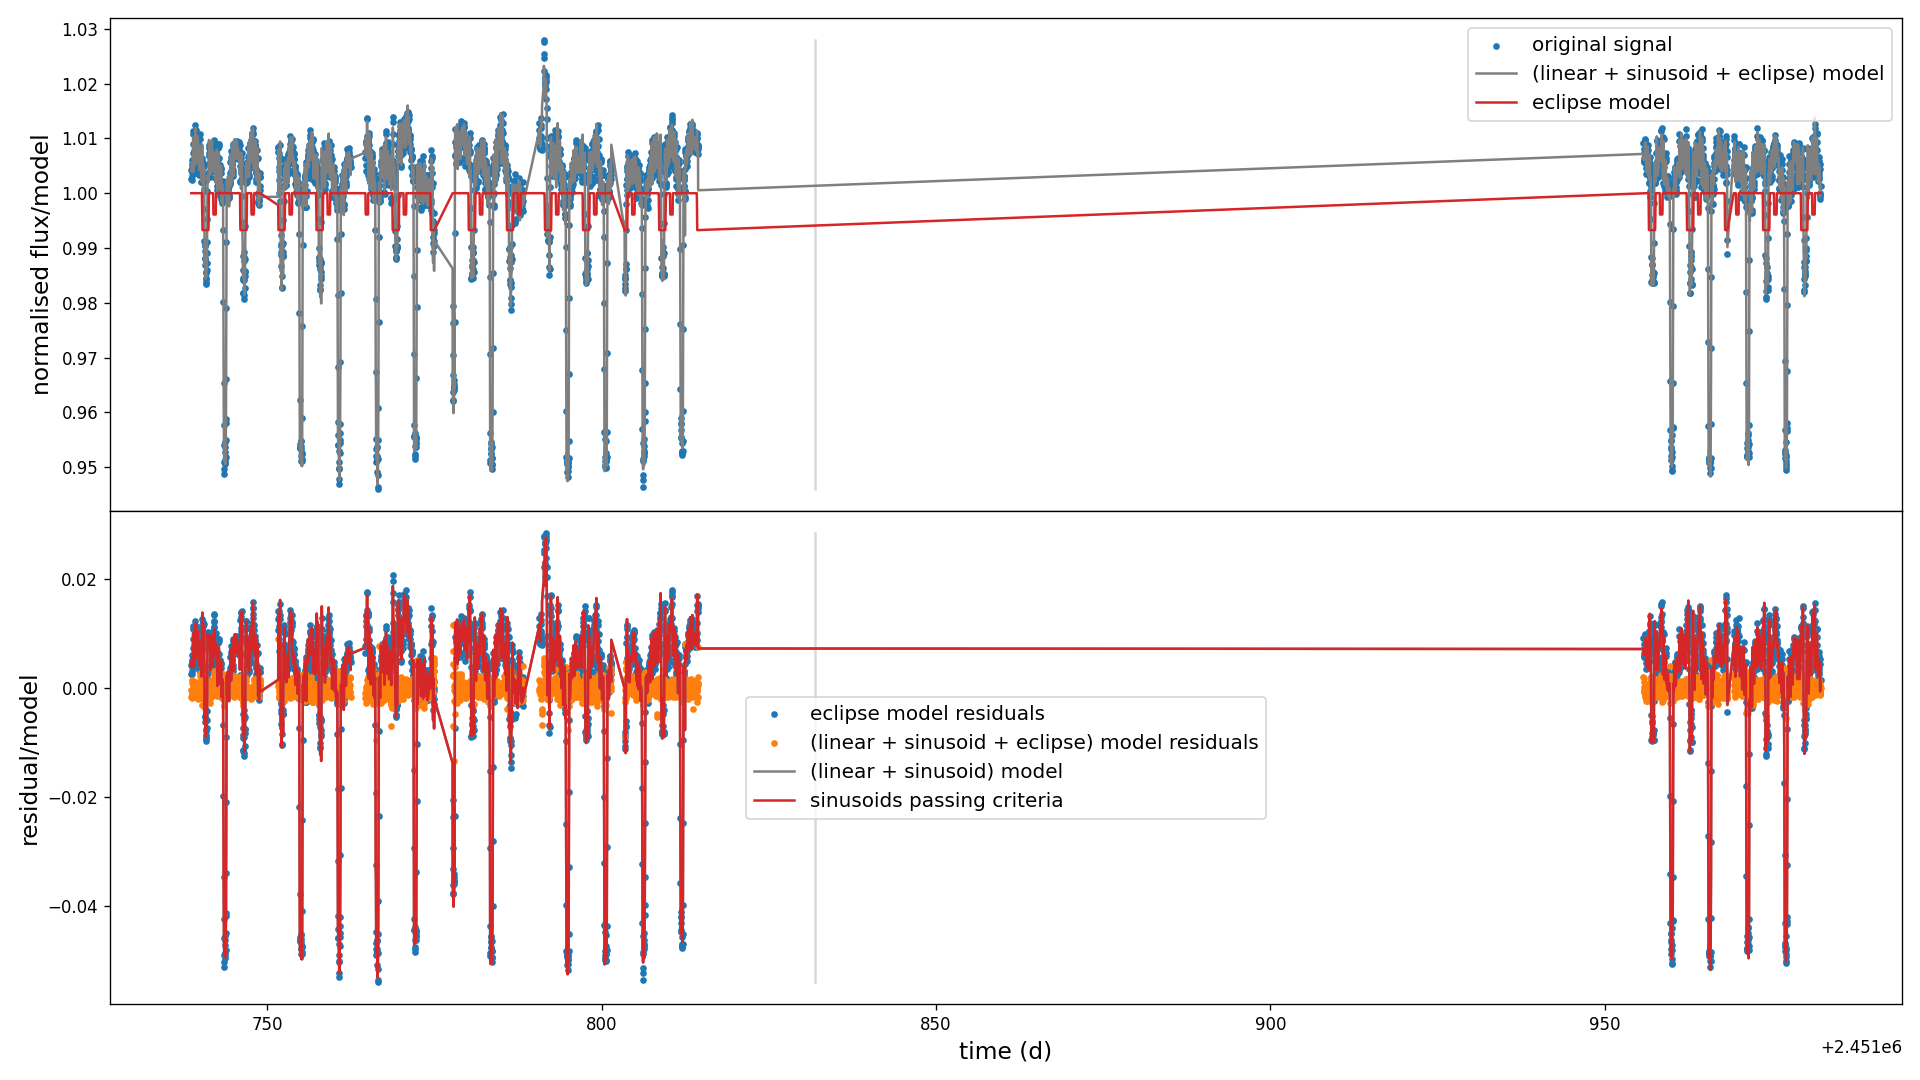 1.03
1.02
1.01
1.00
0.99
0.98
0.97
0.96
0.95
normalised flux/model
original signal
(linear + sinusoid + eclipse) model
eclipse model
0.02
0.00
−0.02
−0.04
residual/model
eclipse model residuals
(linear + sinusoid + eclipse) model residuals
(linear + sinusoid) model
sinusoids passing criteria
750
800
850
900
950
time (d)
+2.451e6